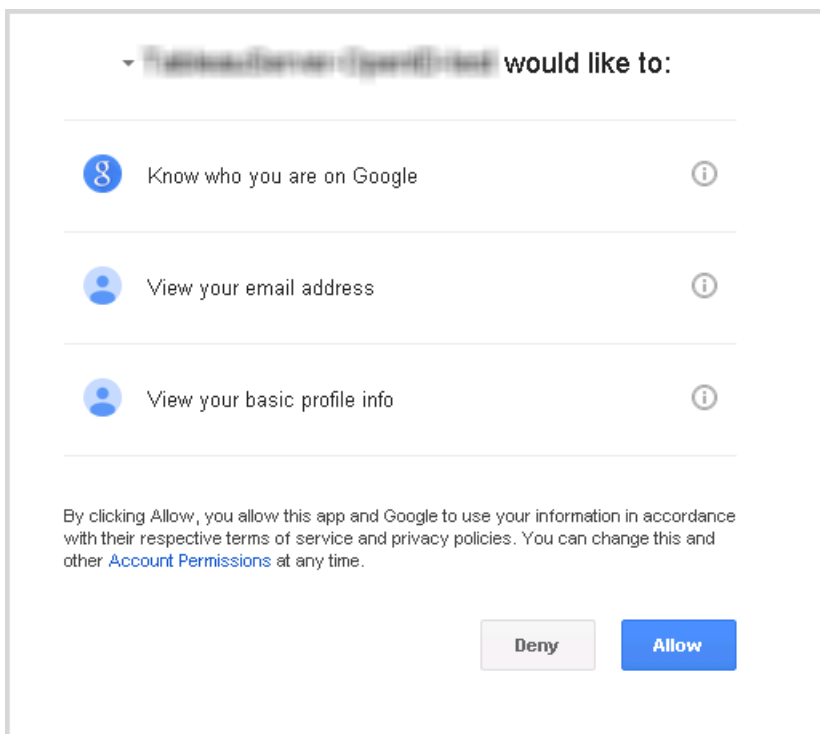 would like to:
Know who you are on Google
View your email address
View your basic profile info
By clicking Allow, you allow this app and Google to use your information in accordance
with their respective terms of service and privacy policies. You can change this and
other Account Permissions at any time.
Deny Allow